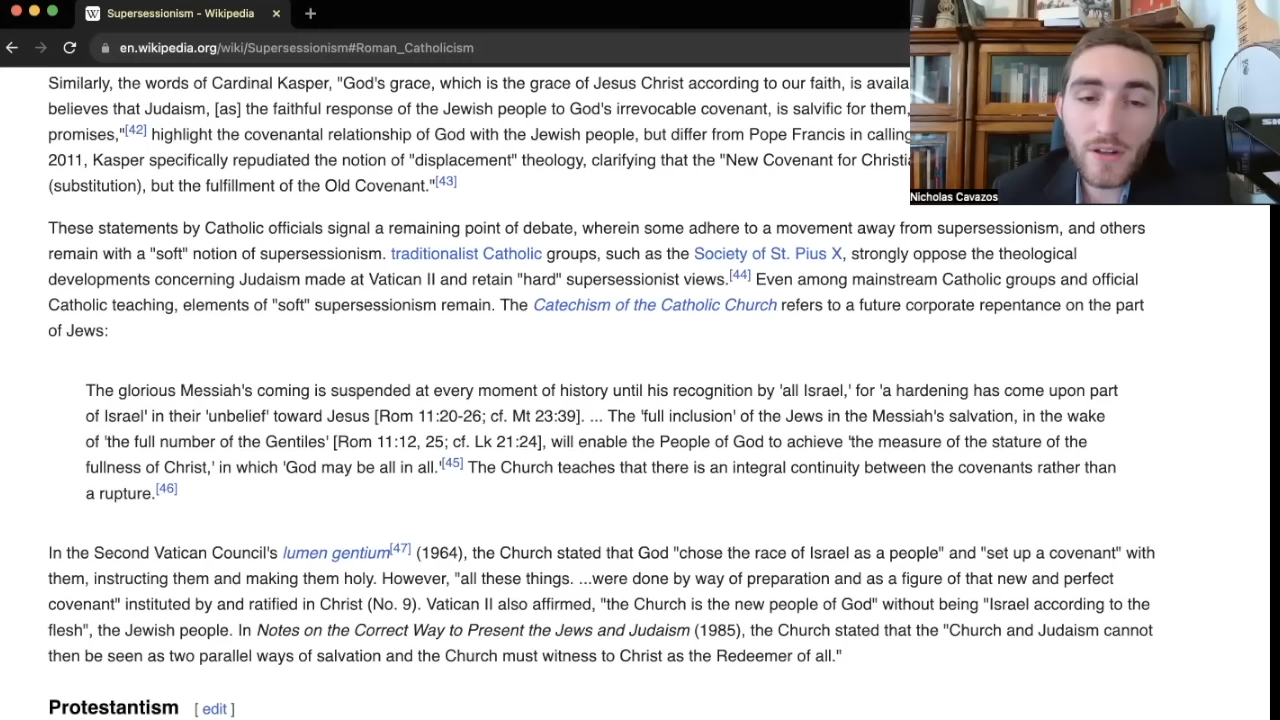 Supersessionism - Wikipedia
en.wikipedia.org/wiki/Supersessionism#Roman_Catholicism
Similarly, the words of Cardinal Kasper, "God's grace, which is the grace of Jesus Christ according to our faith, is availa
believes that Judaism, [as] the faithful response of the Jewish people to God's irrevocable covenant, is salvific for them,
promises,"[42] highlight the covenantal relationship of God with the Jewish people, but differ from Pope Francis in calling
2011, Kasper specifically repudiated the notion of "displacement" theology, clarifying that the "New Covenant for Christia
(substitution), but the fulfillment of the Old Covenant."[43]
Nicholas Cavazos
These statements by Catholic officials signal a remaining point of debate, wherein some adhere to a movement away from supersessionism, and others
remain with a "soft" notion of supersessionism. traditionalist Catholic groups, such as the Society of St. Pius X, strongly oppose the theological
developments concerning Judaism made at Vatican II and retain "hard" supersessionist views.[44] Even among mainstream Catholic groups and official
Catholic teaching, elements of "soft" supersessionism remain. The Catechism of the Catholic Church refers to a future corporate repentance on the part
of Jews:
The glorious Messiah's coming is suspended at every moment of history until his recognition by 'all Israel,' for 'a hardening has come upon part
of Israel' in their 'unbelief' toward Jesus [Rom 11:20-26; cf. Mt 23:39]. ... The 'full inclusion' of the Jews in the Messiah's salvation, in the wake
of 'the full number of the Gentiles' [Rom 11:12, 25; cf. Lk 21:24], will enable the People of God to achieve 'the measure of the stature of the
fullness of Christ,' in which 'God may be all in all.'[45] The Church teaches that there is an integral continuity between the covenants rather than
a rupture.[46]
In the Second Vatican Council's lumen gentium[47] (1964), the Church stated that God "chose the race of Israel as a people" and "set up a covenant" with
them, instructing them and making them holy. However, "all these things. ...were done by way of preparation and as a figure of that new and perfect
covenant" instituted by and ratified in Christ (No. 9). Vatican II also affirmed, "the Church is the new people of God" without being "Israel according to the
flesh", the Jewish people. In Notes on the Correct Way to Present the Jews and Judaism (1985), the Church stated that the "Church and Judaism cannot
then be seen as two parallel ways of salvation and the Church must witness to Christ as the Redeemer of all."
Protestantism [ edit ]